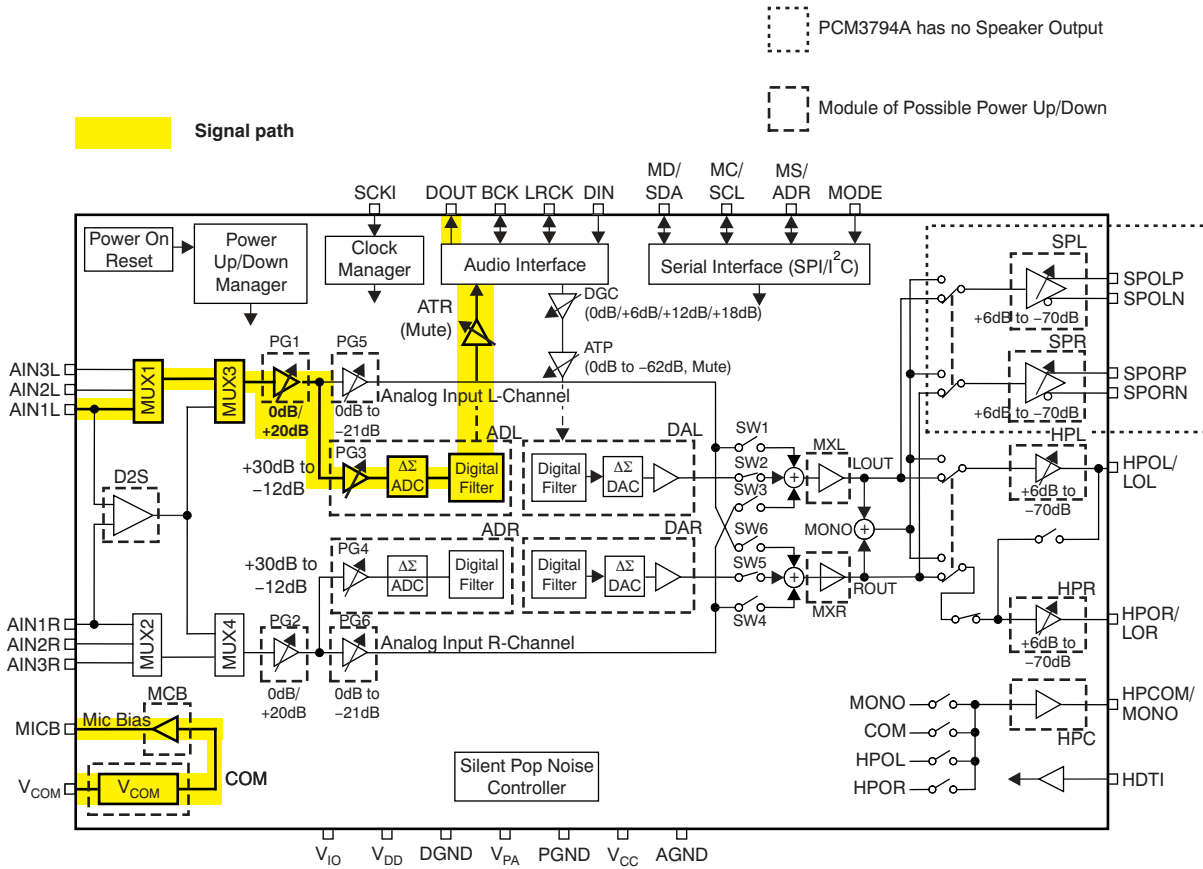 PCM3794A has no Speaker Output
Module of Possible Power Up/Down
Signal path
SCKI
DOUT
BCK
LRCK
DIN
MD/
SDA
MC/
SCL
MS/
ADR
MODE
Power On
Reset
Power
Up/Down
Manager
Clock
Manager
Audio Interface
Serial Interface (SPI/I²C)
SPL
SPOLP
SPOLN
+6dB to −70dB
SPR
SPORP
SPORN
+6dB to −70dB
ATR
(Mute)
DGC
(0dB/+6dB/+12dB/+18dB)
ATP
(0dB to −62dB, Mute)
AIN3L
AIN2L
AIN1L
MUX1
MUX3
PG1
0dB/
+20dB
PG5
0dB to
−21dB
Analog Input L-Channel
ADL
+30dB to
−12dB
PG3
ΔΣ
ADC
Digital
Filter
DAL
Digital
Filter
ΔΣ
DAC
SW1
SW2
SW3
SW6
SW5
SW4
MXL
LOUT
MONO
MXR
ROUT
HPL
+6dB to
−70dB
HPOL/
LOL
D2S
ADR
+30dB to
−12dB
PG4
ΔΣ
ADC
Digital
Filter
DAR
Digital
Filter
ΔΣ
DAC
HPR
+6dB to
−70dB
HPOR/
LOR
AIN1R
AIN2R
AIN3R
MUX2
MUX4
PG2
0dB/
+20dB
PG6
0dB to
−21dB
Analog Input R-Channel
MCB
MICB
Mic Bias
COM
VCOM
VCOM
Silent Pop Noise
Controller
MONO
COM
HPOL
HPOR
HPC
HPCOM/
MONO
HDTI
VIO
VDD
DGND
VPA
PGND
VCC
AGND